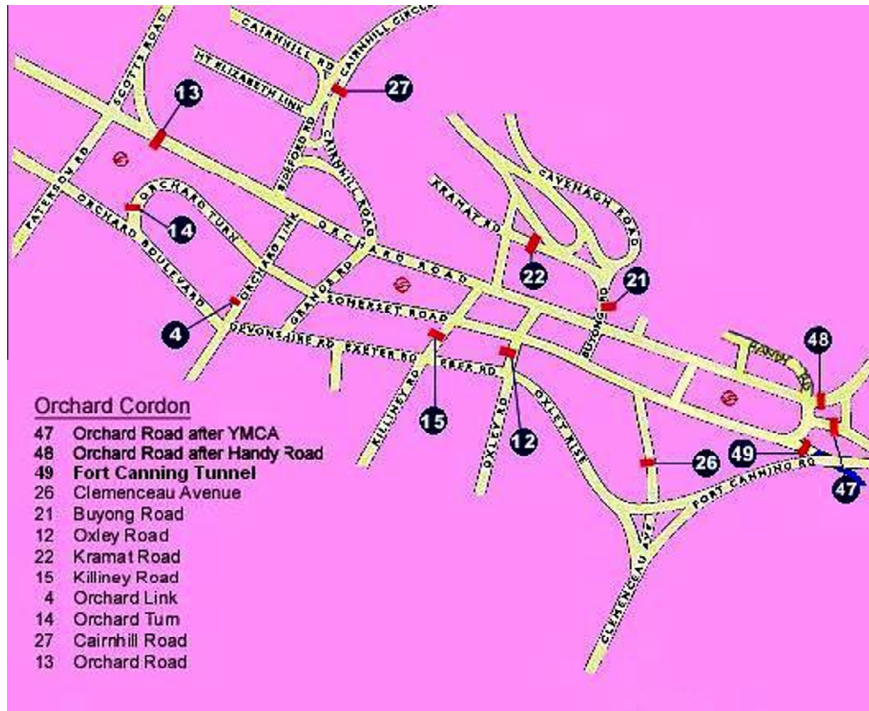 SCOTTS ROAD
CAIRNHILL RD
CAIRNHILL CIRCLE
MT ELIZABETH LINK
13
27
BIDEFORD RD
CAIRNHILL ROAD
PATERSON RD
ORCHARD BOULEVARD
ORCHARD TURN
14
ORCHARD LINK
4
ORCHARD ROAD
GRANGE RD
SOMERSET ROAD
DEVONSHIRE RD
EXETER RD
EBER RD
KRAMAT RD
CAVENAGH ROAD
22
21
BUYONG RD
KILLINEY RD
15
OXLEY RD
12
OXLEY RISE
HANDY RD
48
49
26
47
FORT CANNING RD
CLEMENCEAU AVE
Orchard Cordon
47 Orchard Road after YMCA
48 Orchard Road after Handy Road
49 Fort Canning Tunnel
26 Clemenceau Avenue
21 Buyong Road
12 Oxley Road
22 Kramat Road
15 Killiney Road
4 Orchard Link
14 Orchard Turn
27 Cairnhill Road
13 Orchard Road